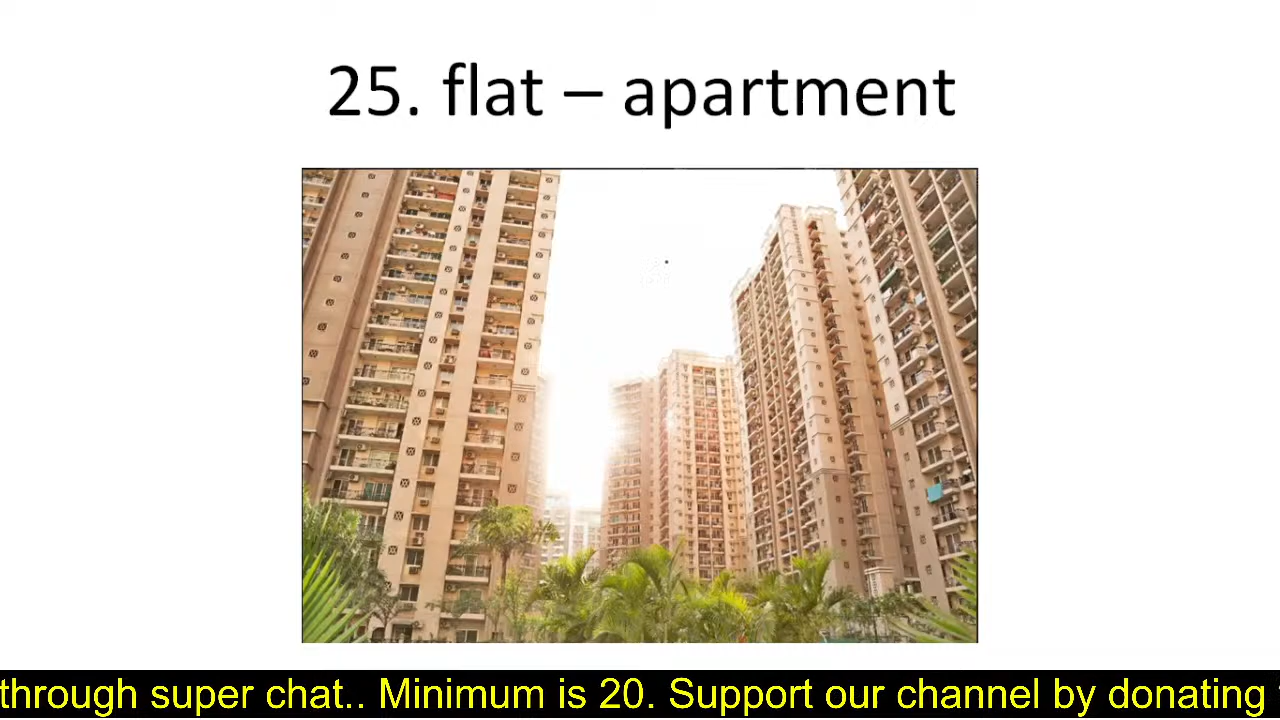 25. flat – apartment
through super chat.. Minimum is 20. Support our channel by donating